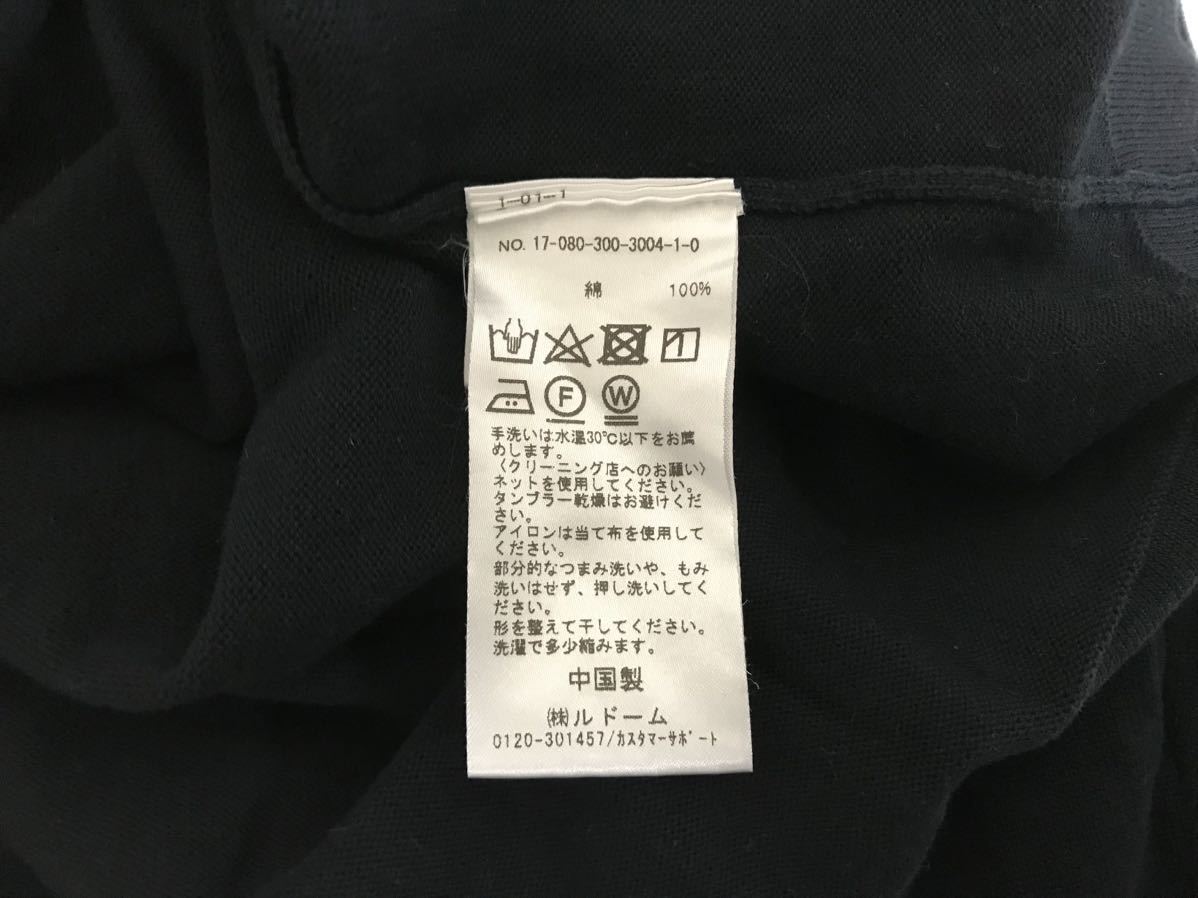 1-01-1
NO. 17-080-300-3004-1-0
綿 100%
F W
手洗いは水温30℃以下をお薦
めします。
〈クリーニング店へのお願い〉
ネットを使用してください。
タンブラー乾燥はお避けくだ
さい。
アイロンは当て布を使用して
ください。
部分的なつまみ洗いや、もみ
洗いはせず、押し洗いしてく
ださい。
形を整えて干してください。
洗濯で多少縮みます。
中国製
㈱ルドーム
0120-301457/ｶｽﾀﾏｰｻﾎﾟｰﾄ